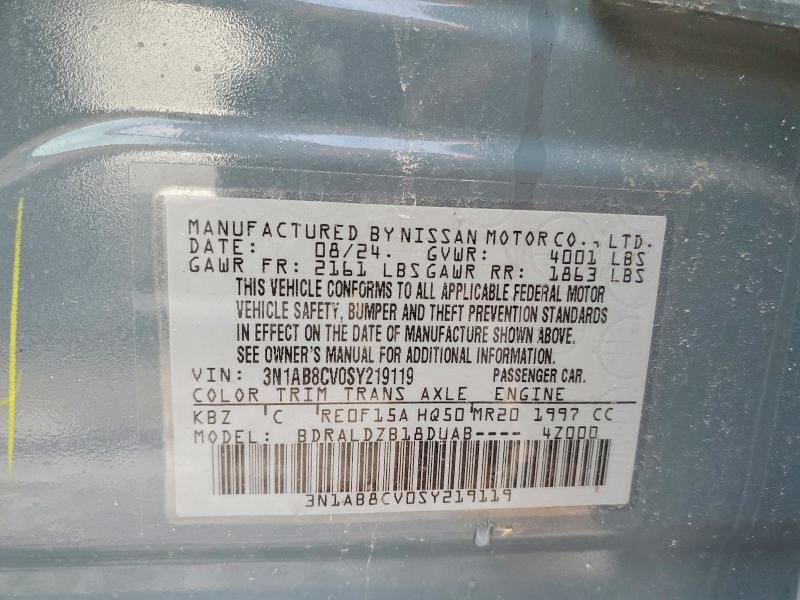 MANUFACTURED BY NISSAN MOTOR CO., LTD.
DATE: 08/24. GVWR: 4001 LBS
GAWR FR: 2161 LBS GAWR RR: 1863 LBS
THIS VEHICLE CONFORMS TO ALL APPLICABLE FEDERAL MOTOR
VEHICLE SAFETY, BUMPER AND THEFT PREVENTION STANDARDS
IN EFFECT ON THE DATE OF MANUFACTURE SHOWN ABOVE.
SEE OWNER'S MANUAL FOR ADDITIONAL INFORMATION.
VIN: 3N1AB8CV0SY219119 PASSENGER CAR.
COLOR TRIM TRANS AXLE ENGINE
KBZ 'C RE0F15A HQ50 'MR20 1997 CC
MODEL: BDRALDZB18DUAB---- 4Z000
3N1AB8CV0SY219119